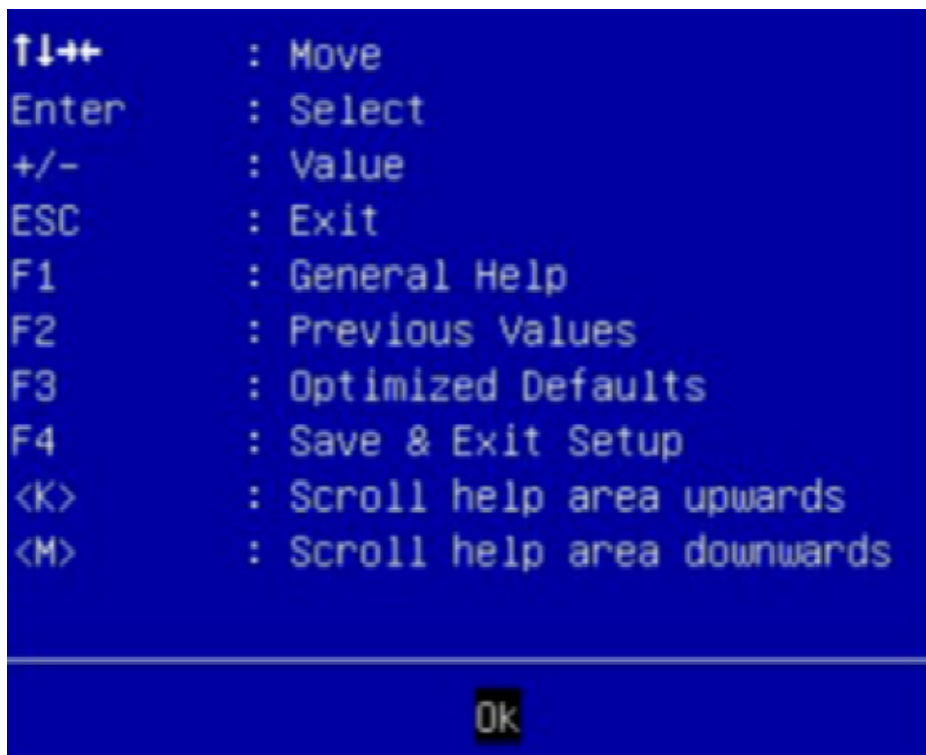 ↑↓→← : Move
Enter : Select
+/- : Value
ESC : Exit
F1 : General Help
F2 : Previous Values
F3 : Optimized Defaults
F4 : Save & Exit Setup
<K> : Scroll help area upwards
<M> : Scroll help area downwards
Ok